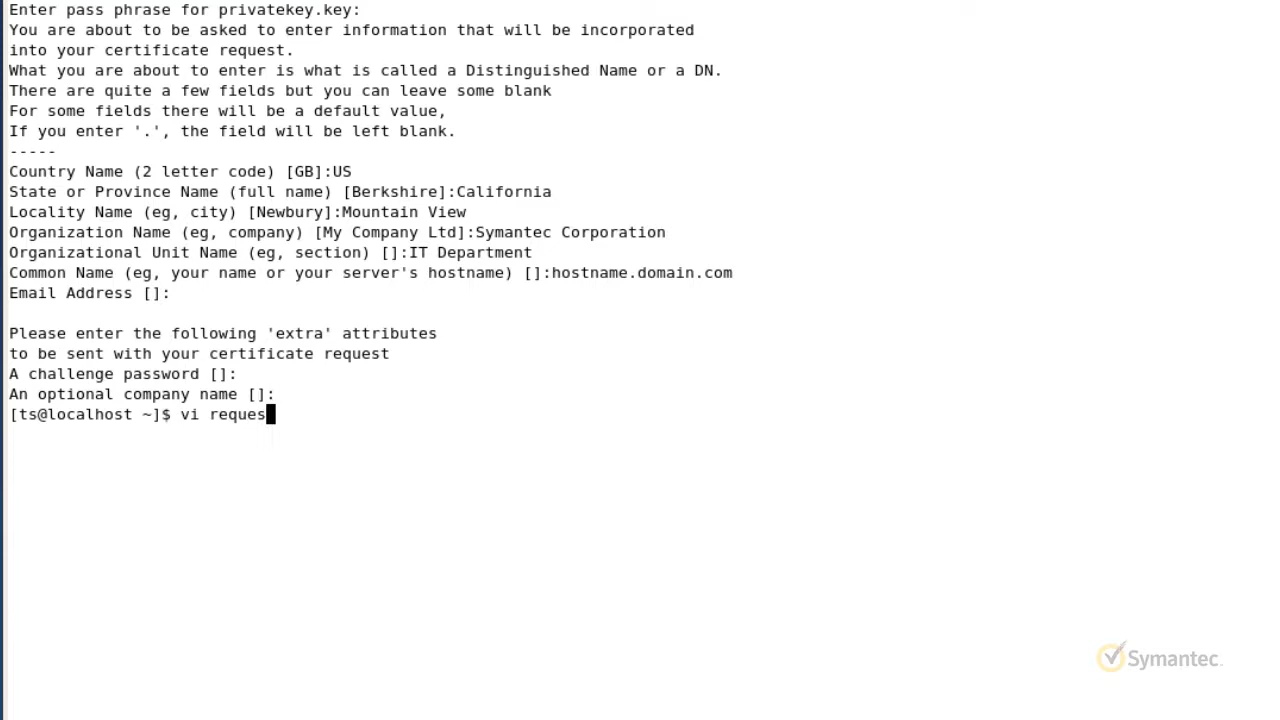 Enter pass phrase for privatekey.key:
You are about to be asked to enter information that will be incorporated
into your certificate request.
What you are about to enter is what is called a Distinguished Name or a DN.
There are quite a few fields but you can leave some blank
For some fields there will be a default value,
If you enter '.', the field will be left blank.
-----
Country Name (2 letter code) [GB]:US
State or Province Name (full name) [Berkshire]:California
Locality Name (eg, city) [Newbury]:Mountain View
Organization Name (eg, company) [My Company Ltd]:Symantec Corporation
Organizational Unit Name (eg, section) []:IT Department
Common Name (eg, your name or your server's hostname) []:hostname.domain.com
Email Address []:
Please enter the following 'extra' attributes
to be sent with your certificate request
A challenge password []:
An optional company name []:
[ts@localhost ~]$ vi reques
Symantec.